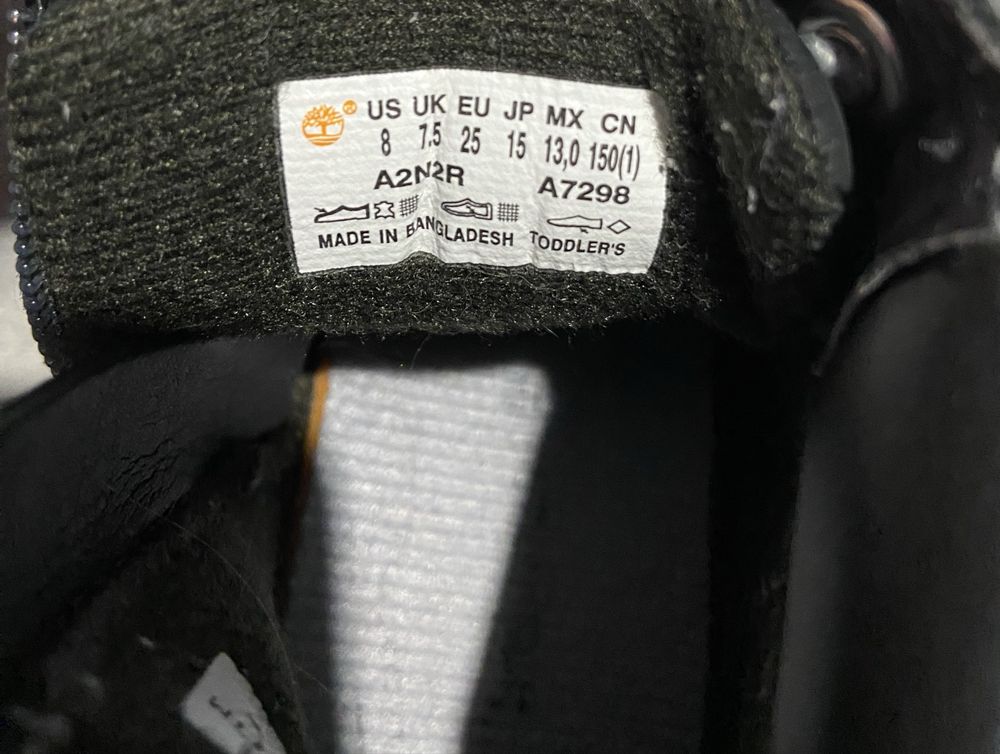 US UK EU JP MX CN
8 7.5 25 15 13,0 150(1)
A2N2R A7298
MADE IN BANGLADESH TODDLER'S